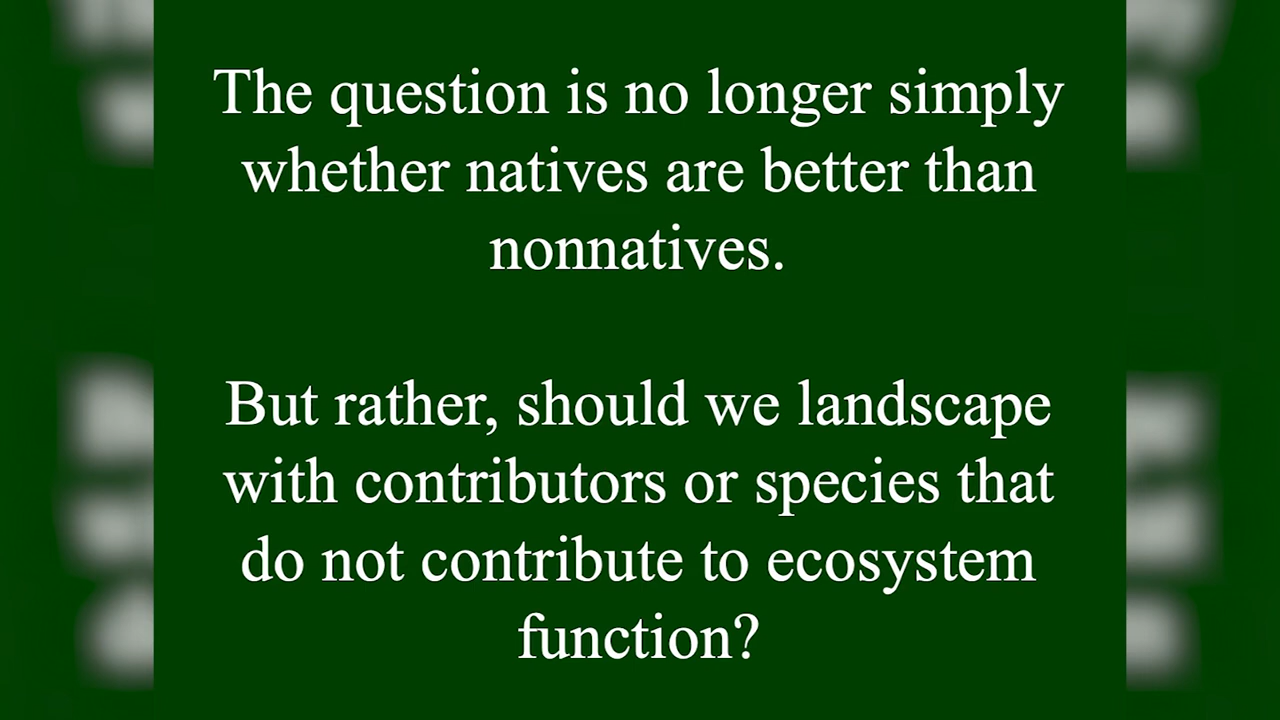 The question is no longer simply
whether natives are better than
nonnatives.
But rather, should we landscape
with contributors or species that
do not contribute to ecosystem
function?